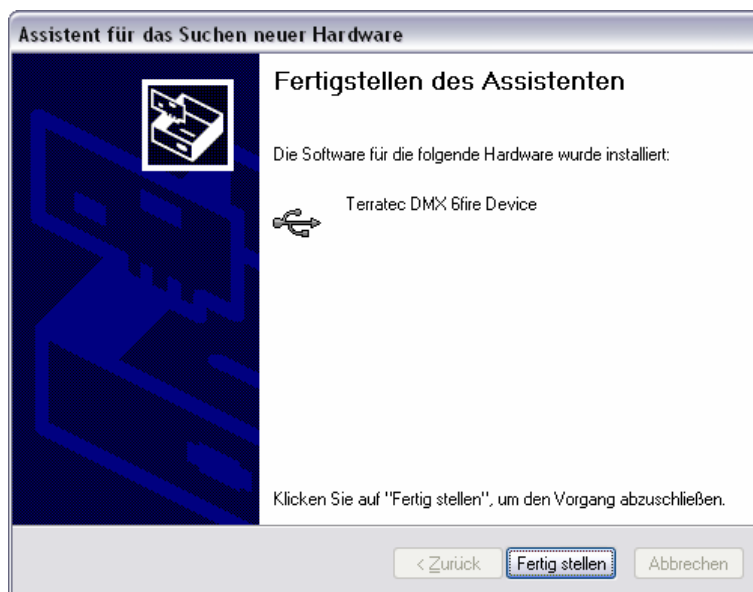 Assistent für das Suchen neuer Hardware
Fertigstellen des Assistenten
Die Software für die folgende Hardware wurde installiert:
Terratec DMX 6fire Device
Klicken Sie auf "Fertig stellen", um den Vorgang abzuschließen.
< Zurück
Fertig stellen
Abbrechen